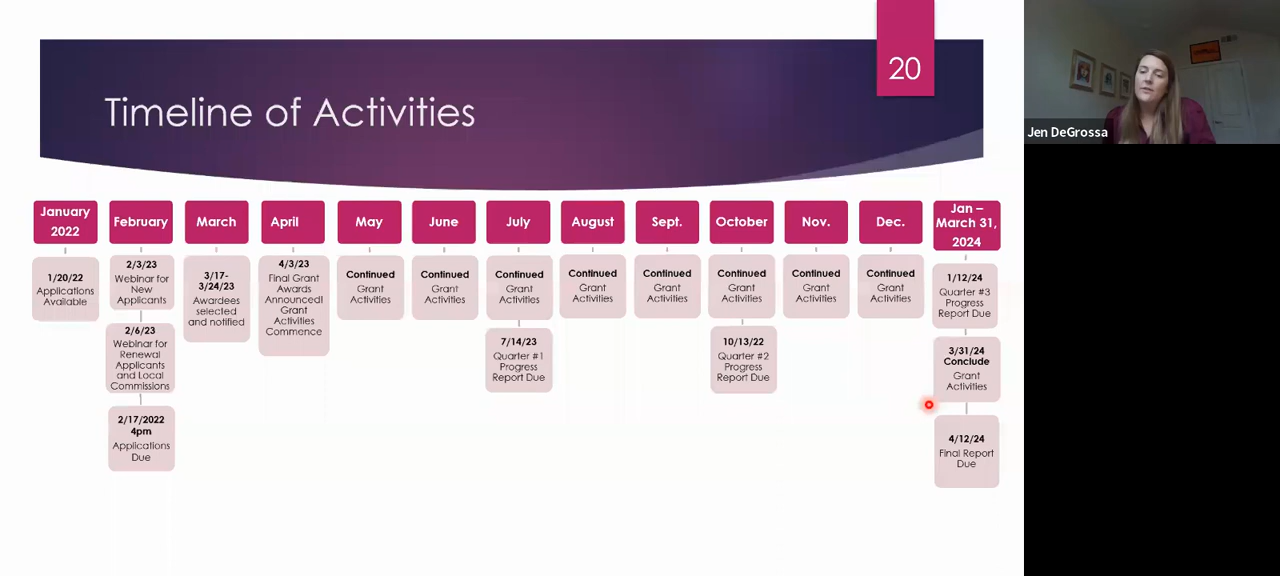 20
Timeline of Activities
January
2022
February
March
April
May
June
July
August
Sept.
October
Nov.
Dec.
Jan –
March 31,
2024
1/20/22
Applications
Available
2/3/23
Webinar for
New
Applicants
2/6/23
Webinar for
Renewal
Applicants
and Local
Commissions
2/17/2022
4pm
Applications
Due
3/17-
3/24/23
Awardees
selected
and notified
4/3/23
Final Grant
Awards
Announced!
Grant
Activities
Commence
Continued
Grant
Activities
Continued
Grant
Activities
Continued
Grant
Activities
7/14/23
Quarter #1
Progress
Report Due
Continued
Grant
Activities
Continued
Grant
Activities
Continued
Grant
Activities
10/13/22
Quarter #2
Progress
Report Due
Continued
Grant
Activities
Continued
Grant
Activities
1/12/24
Quarter #3
Progress
Report Due
3/31/24
Conclude
Grant
Activities
4/12/24
Final Report
Due
Jen DeGrossa